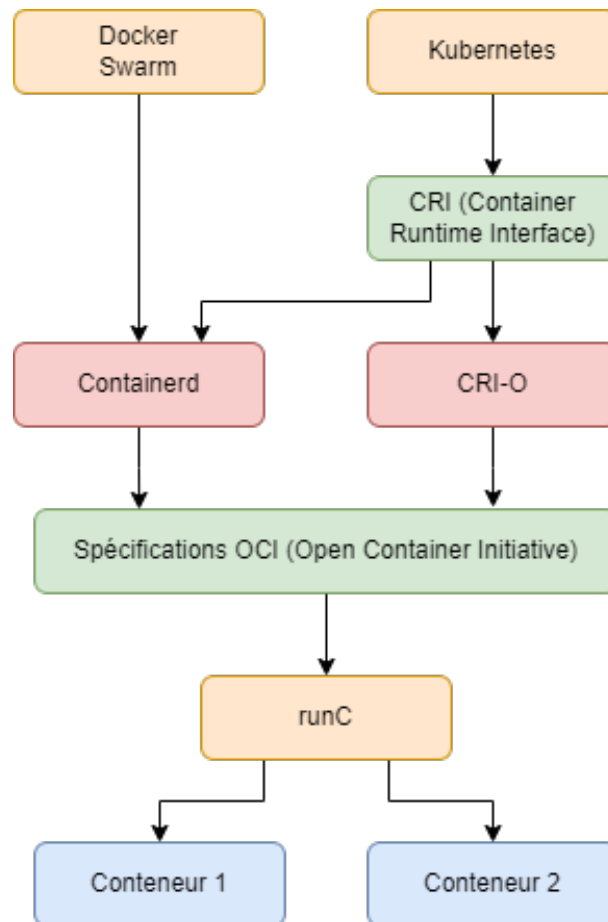 Docker
Swarm
Kubernetes
CRI (Container
Runtime Interface)
Containerd
CRI-O
Spécifications OCI (Open Container Initiative)
runC
Conteneur 1
Conteneur 2